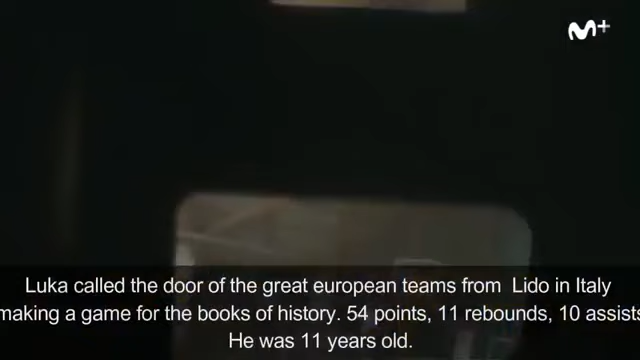 M+
Luka called the door of the great european teams from Lido in Italy
making a game for the books of history. 54 points, 11 rebounds, 10 assists
He was 11 years old.